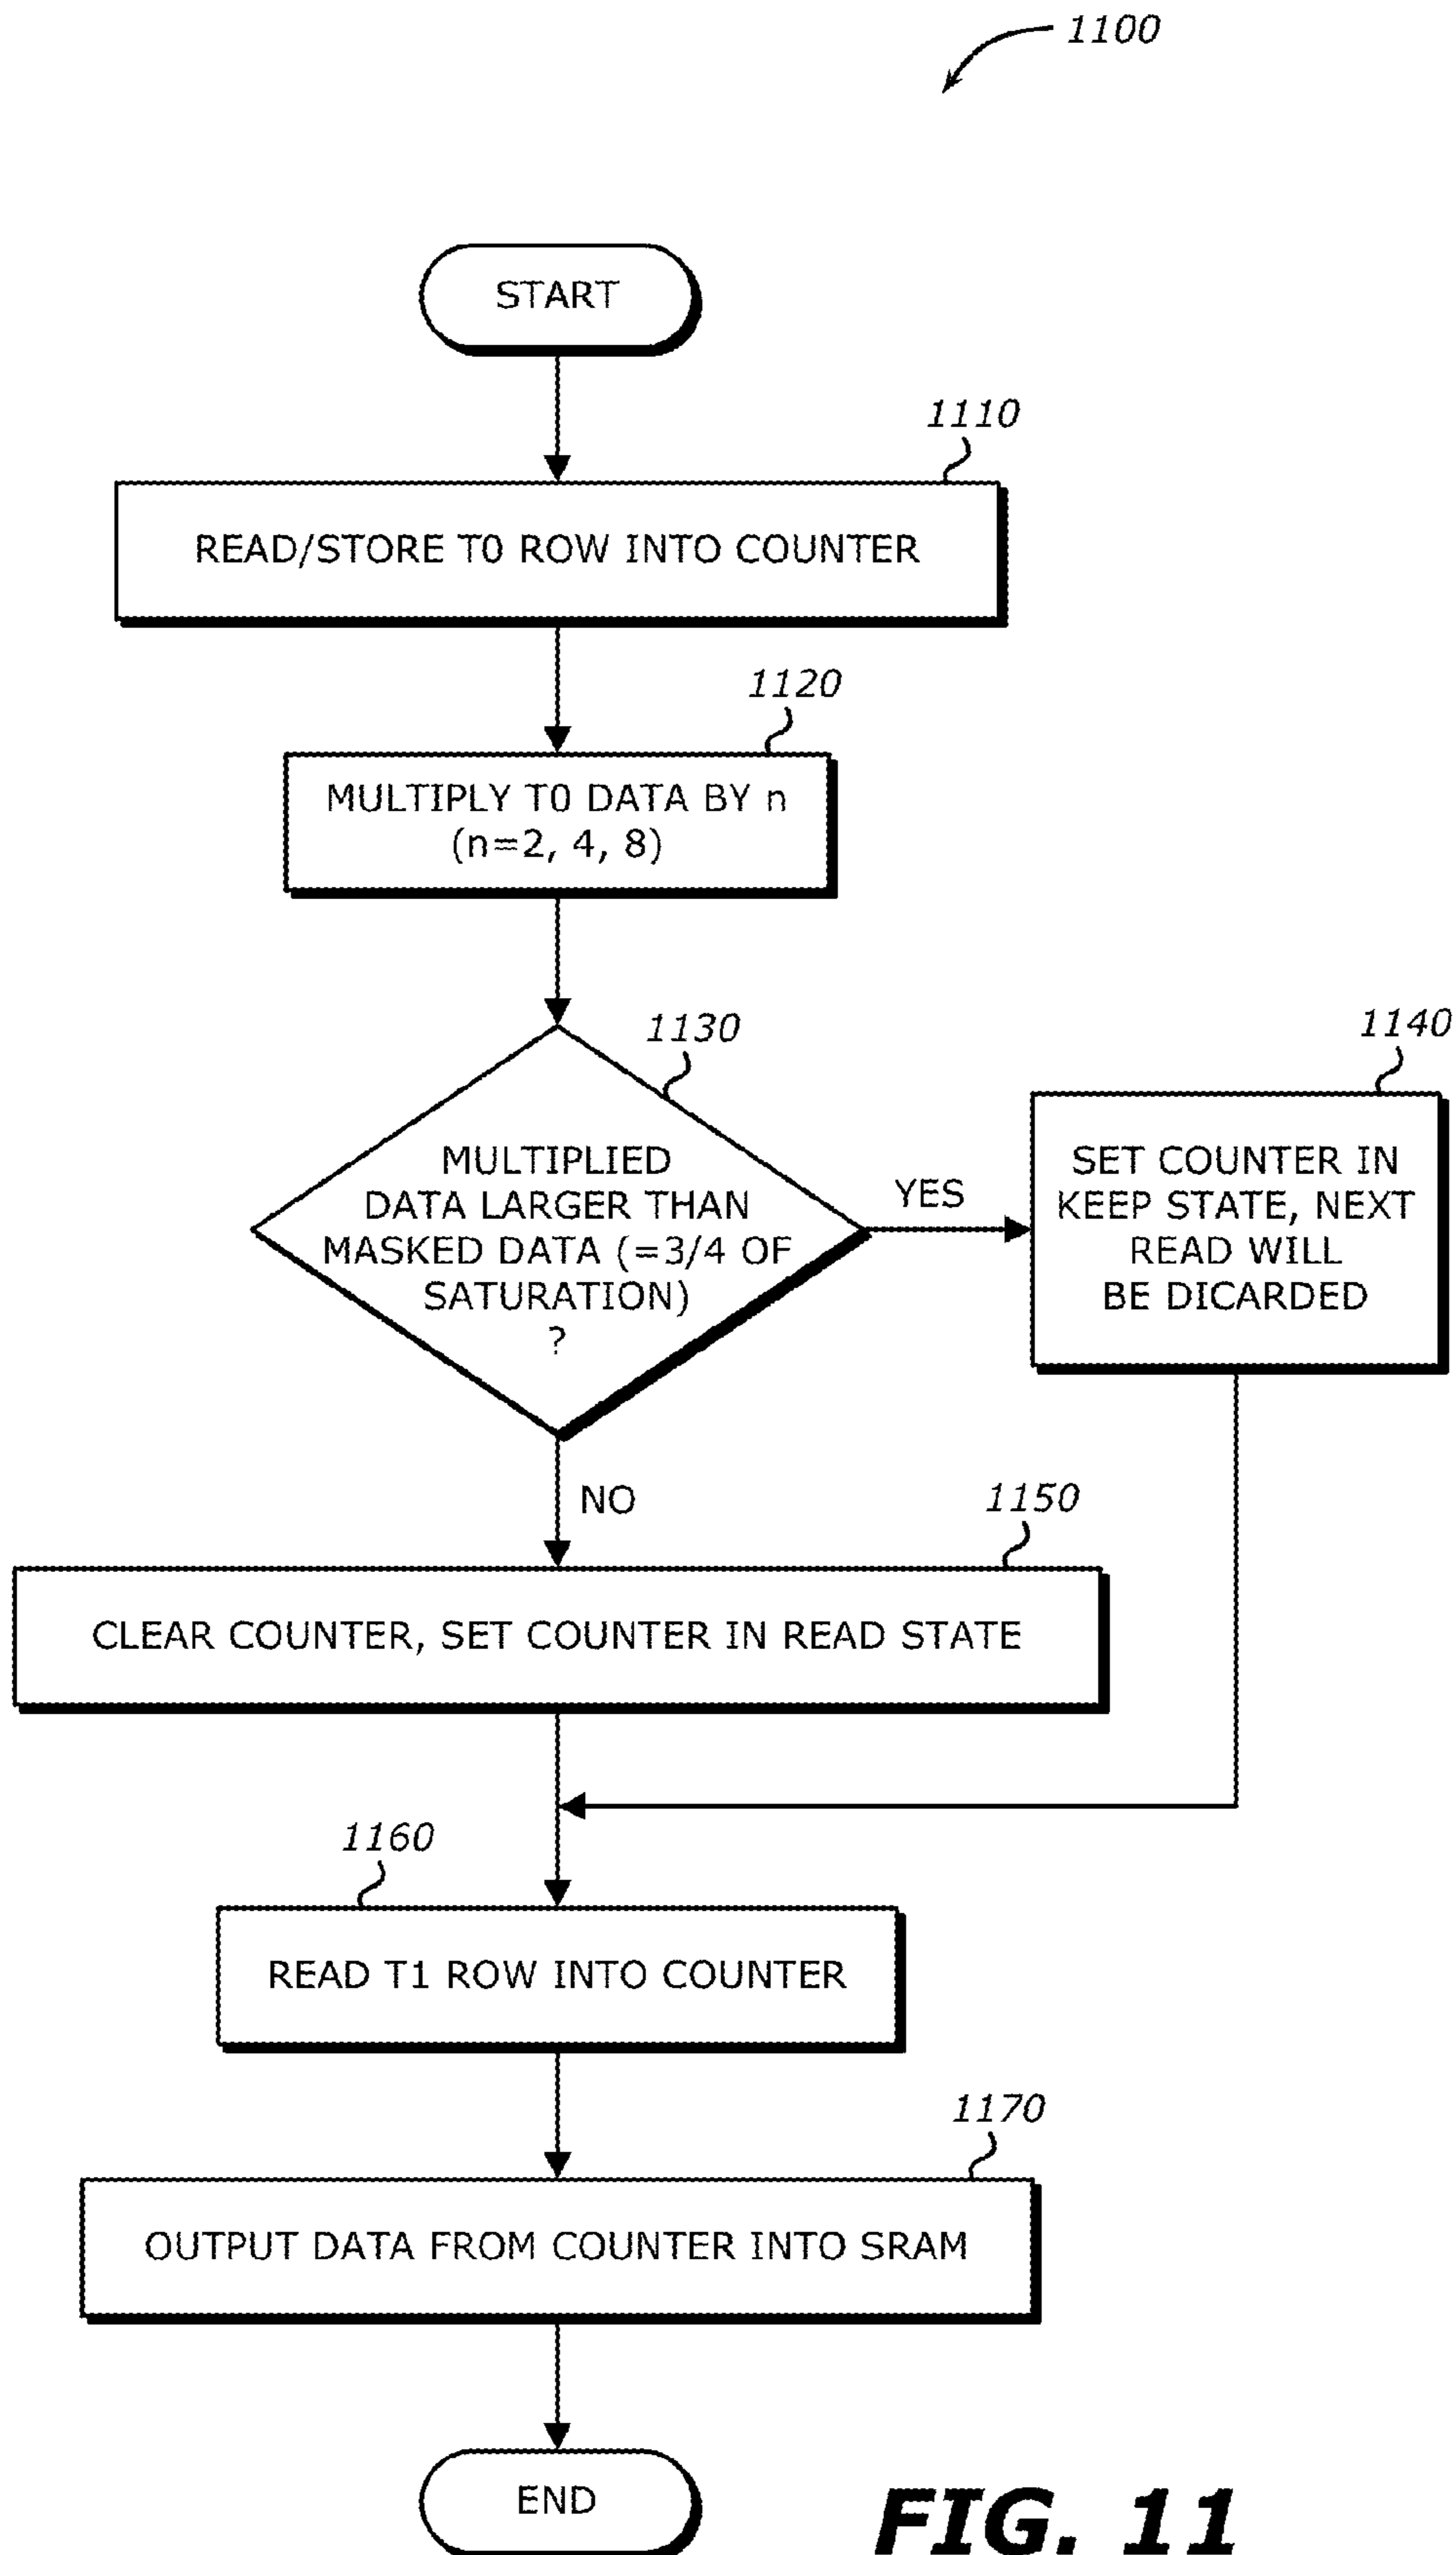 1100
START
1110
READ/STORE T0 ROW INTO COUNTER
1120
MULTIPLY T0 DATA BY n
(n=2, 4, 8)
1130
MULTIPLIED
DATA LARGER THAN
MASKED DATA (=3/4 OF
SATURATION)
?
YES
1140
SET COUNTER IN
KEEP STATE, NEXT
READ WILL
BE DICARDED
NO
1150
CLEAR COUNTER, SET COUNTER IN READ STATE
1160
READ T1 ROW INTO COUNTER
1170
OUTPUT DATA FROM COUNTER INTO SRAM
END
FIG. 11